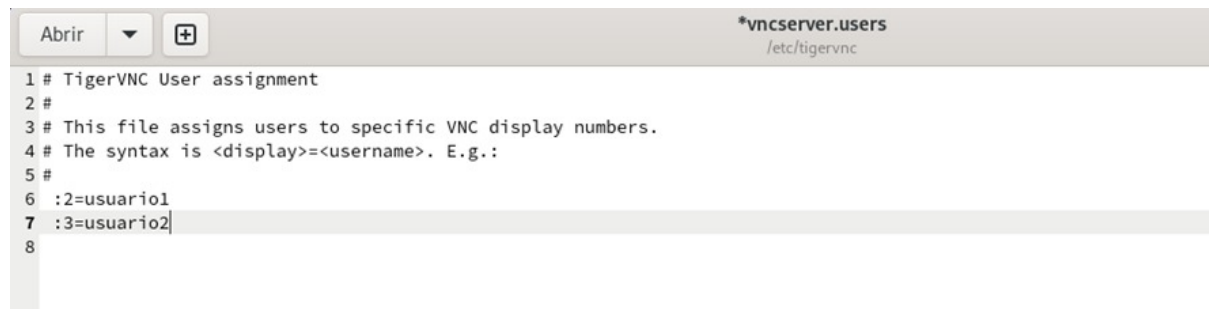 Abrir
*vncserver.users
/etc/tigervnc
1 # TigerVNC User assignment
2 #
3 # This file assigns users to specific VNC display numbers.
4 # The syntax is <display>=<username>. E.g.:
5 #
6  :2=usuario1
7  :3=usuario2
8